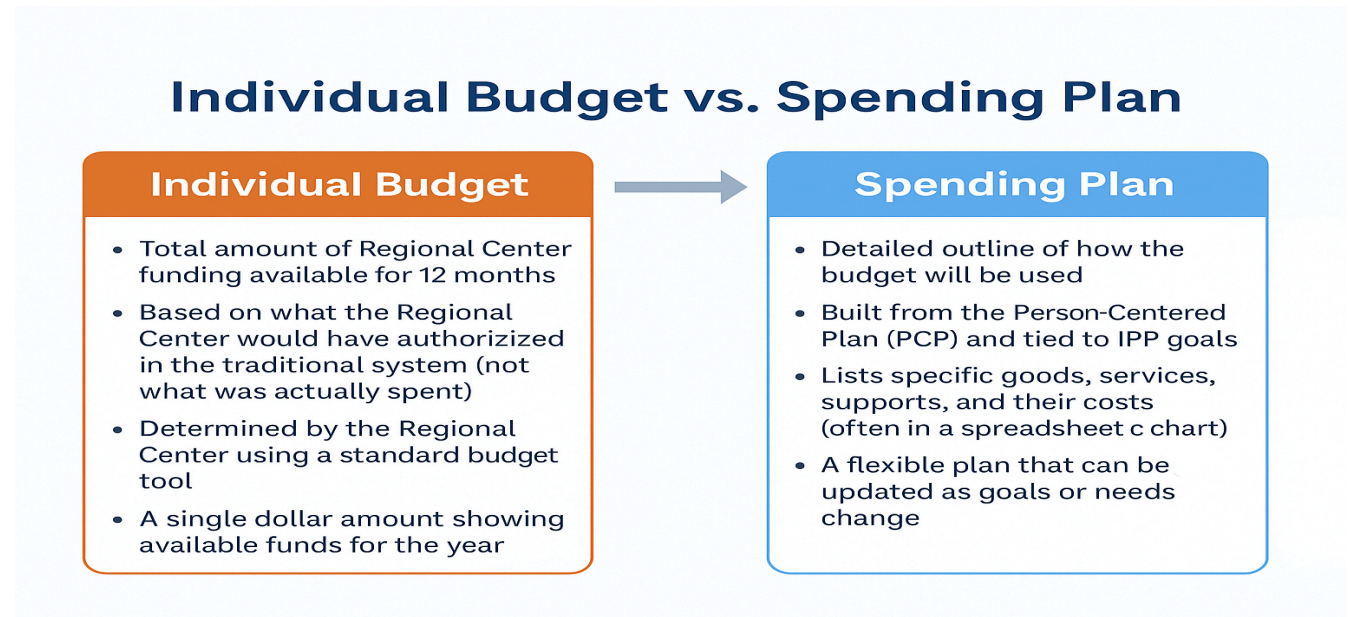 Individual Budget vs. Spending Plan
Individual Budget
• Total amount of Regional Center
funding available for 12 months
• Based on what the Regional
Center would have authorizized
in the traditional system (not
what was actually spent)
• Determined by the Regional
Center using a standard budget
tool
• A single dollar amount showing
available funds for the year
Spending Plan
• Detailed outline of how the
budget will be used
• Built from the Person-Centered
Plan (PCP) and tied to IPP goals
• Lists specific goods, services,
supports, and their costs
(often in a spreadsheet c chart)
• A flexible plan that can be
updated as goals or needs
change